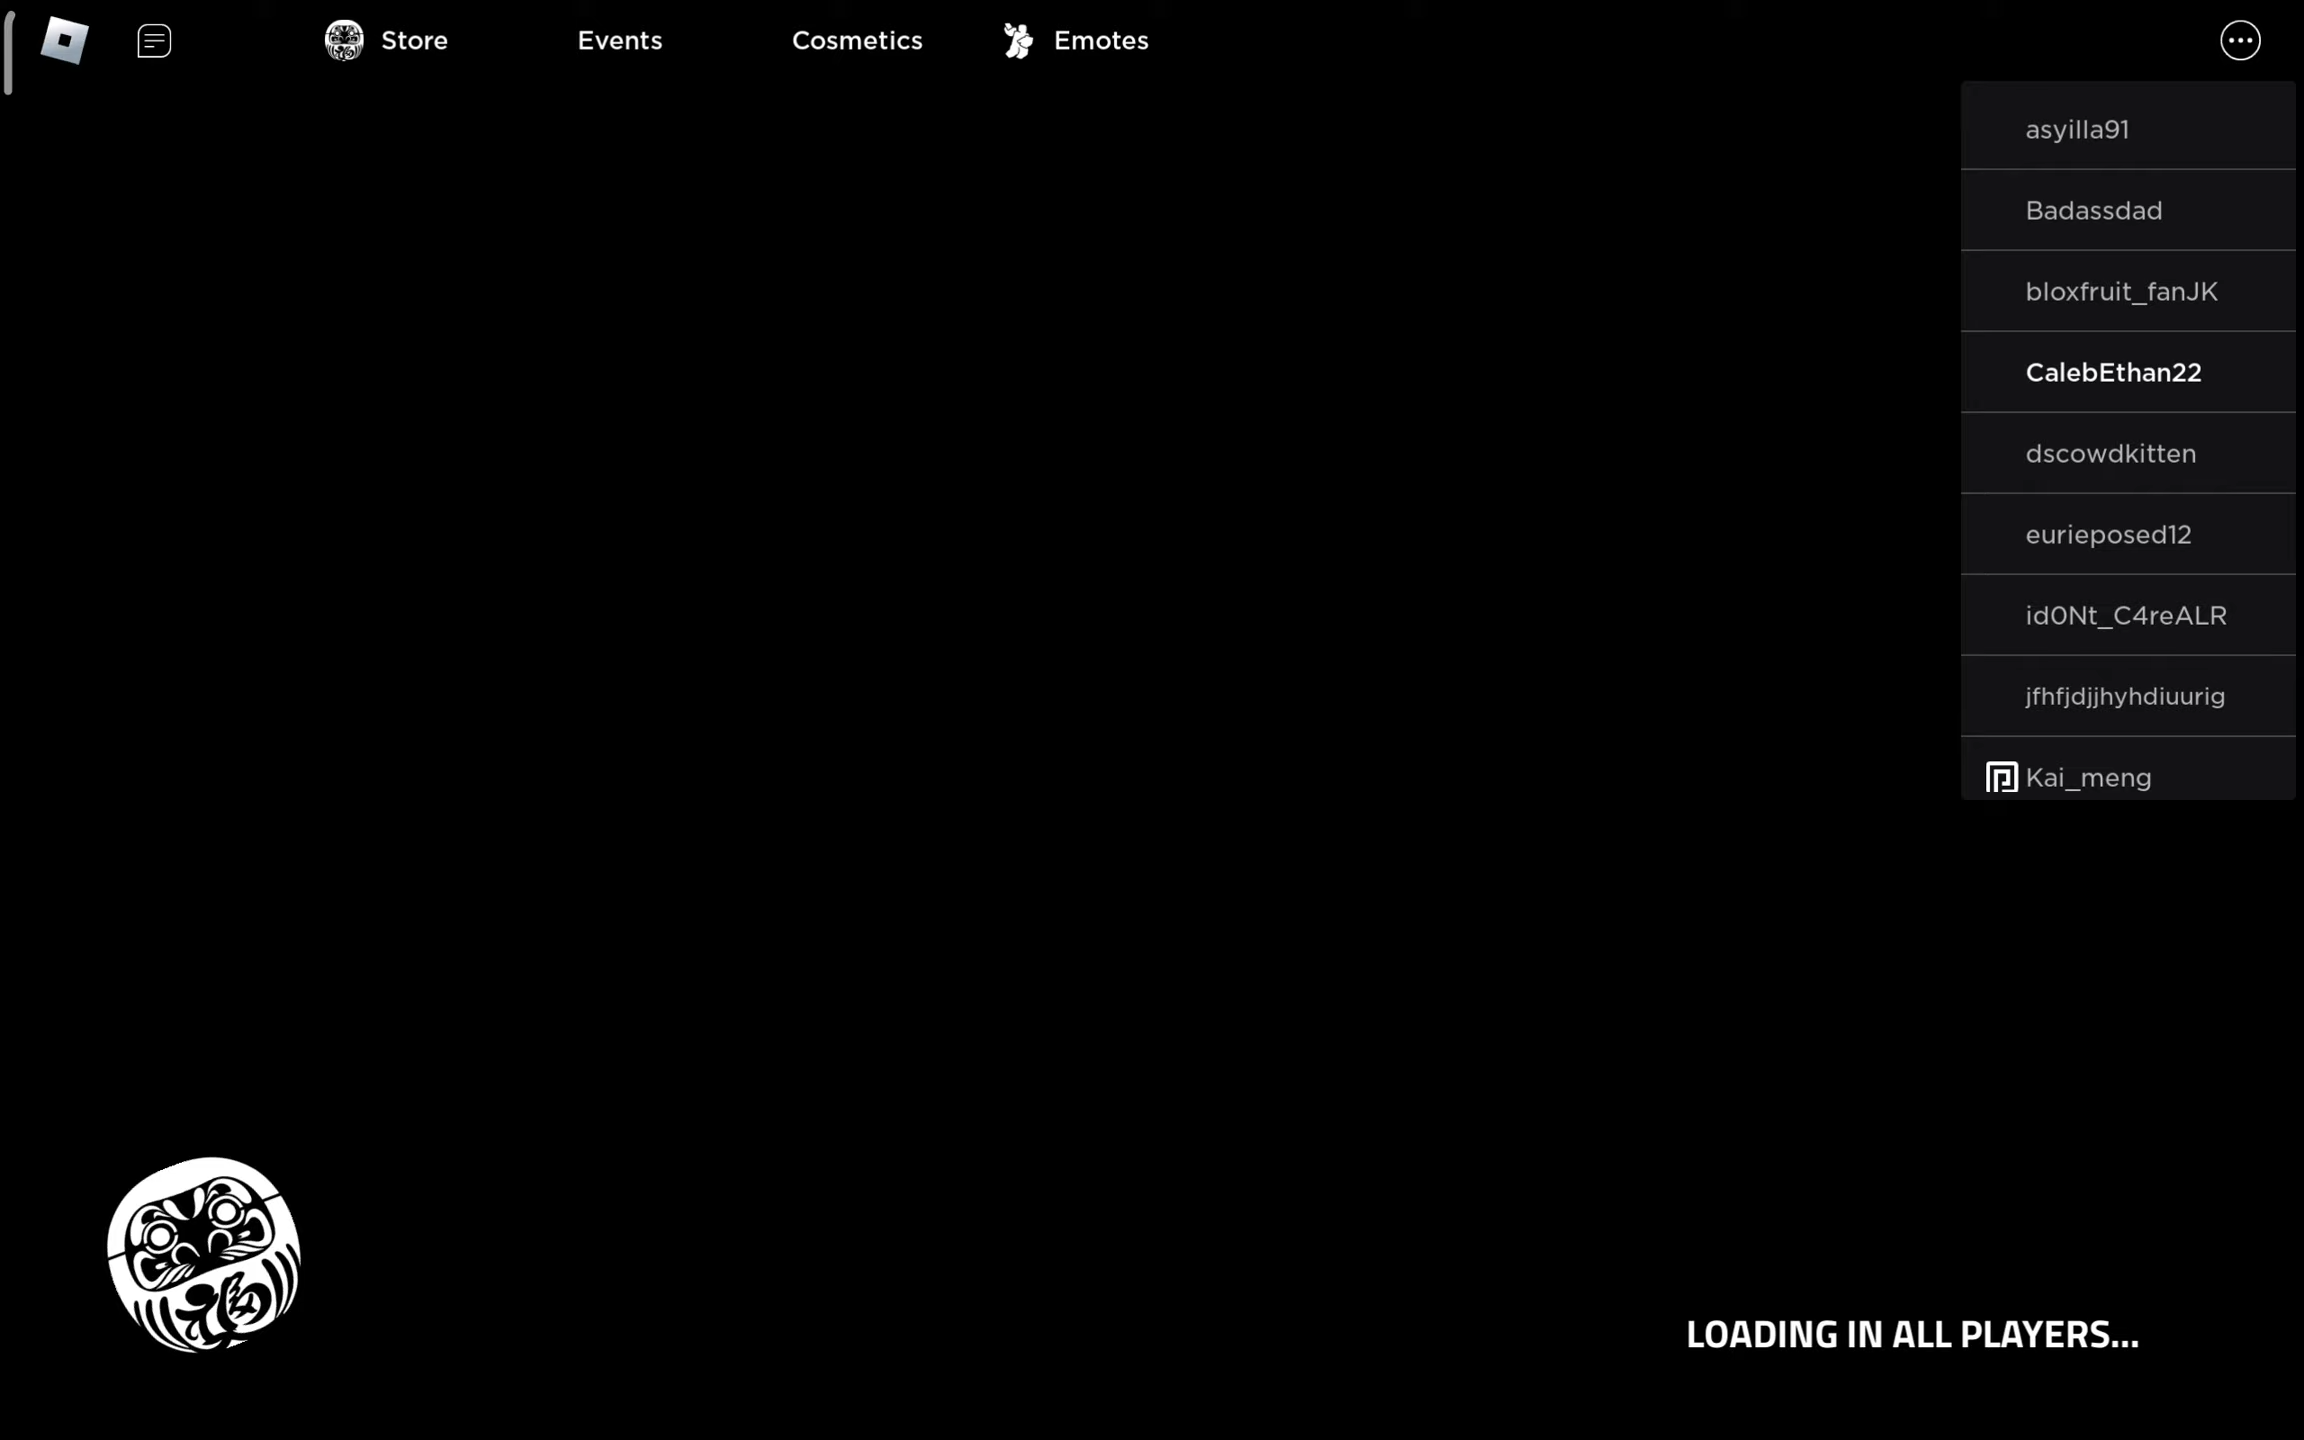 Store
Events
Cosmetics
Emotes
asyilla91
Badassdad
bloxfruit_fanJK
CalebEthan22
dscowdkitten
eurieposed12
id0Nt_C4reALR
jfhfjdjjhyhdiuurig
Kai_meng
LOADING IN ALL PLAYERS...